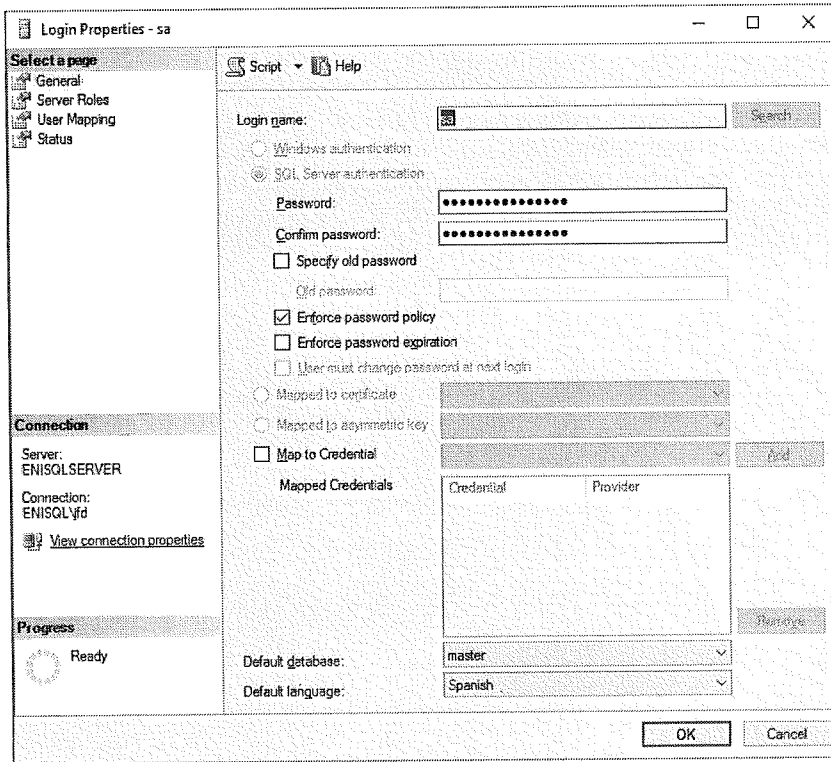 Login Properties - sa
Select a page
General
Server Roles
User Mapping
Status
Script Help
Login name: sa Search...
Windows authentication
SQL Server authentication
Password: ●●●●●●●●●●●●●●●
Confirm password: ●●●●●●●●●●●●●●●
Specify old password
Old password:
Enforce password policy
Enforce password expiration
User must change password at next login
Mapped to certificate
Mapped to asymmetric key
Map to Credential Add
Mapped Credentials Credential Provider
Remove
Default database: master
Default language: Spanish
Connection
Server:
ENISQLSERVER
Connection:
ENISQL\jfd
View connection properties
Progress
Ready
OK Cancel